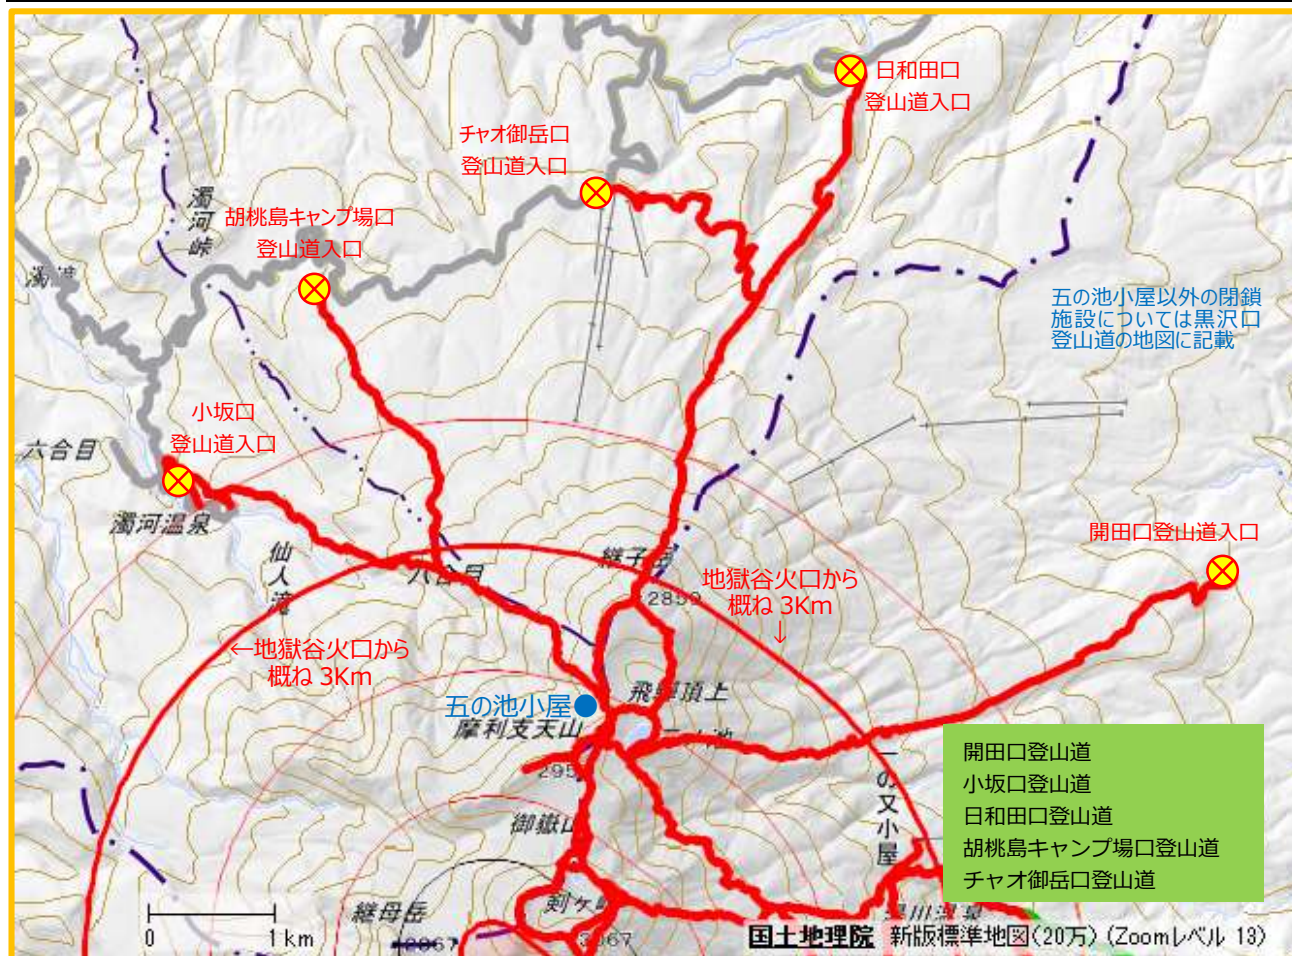 日和田口
登山道入口
チャオ御岳口
登山道入口
濁河峠
胡桃島キャンプ場口
登山道入口
五の池小屋以外の閉鎖
施設については黒沢口
登山道の地図に記載
小坂口
登山道入口
六合目
濁河温泉
仙人滝
八合目
継子岳
2859
地獄谷火口から
概ね 3Km
↓
開田口登山道入口
←地獄谷火口から
概ね 3Km
五の池小屋
飛騨頂上
摩利支天山
295
一の又小屋
御嶽山
継母岳
2867
剣ヶ峰
3067
開田口登山道
小坂口登山道
日和田口登山道
胡桃島キャンプ場口登山道
チャオ御岳口登山道
0 1km
国土地理院 新版標準地図(20万) (Zoomレベル 13)